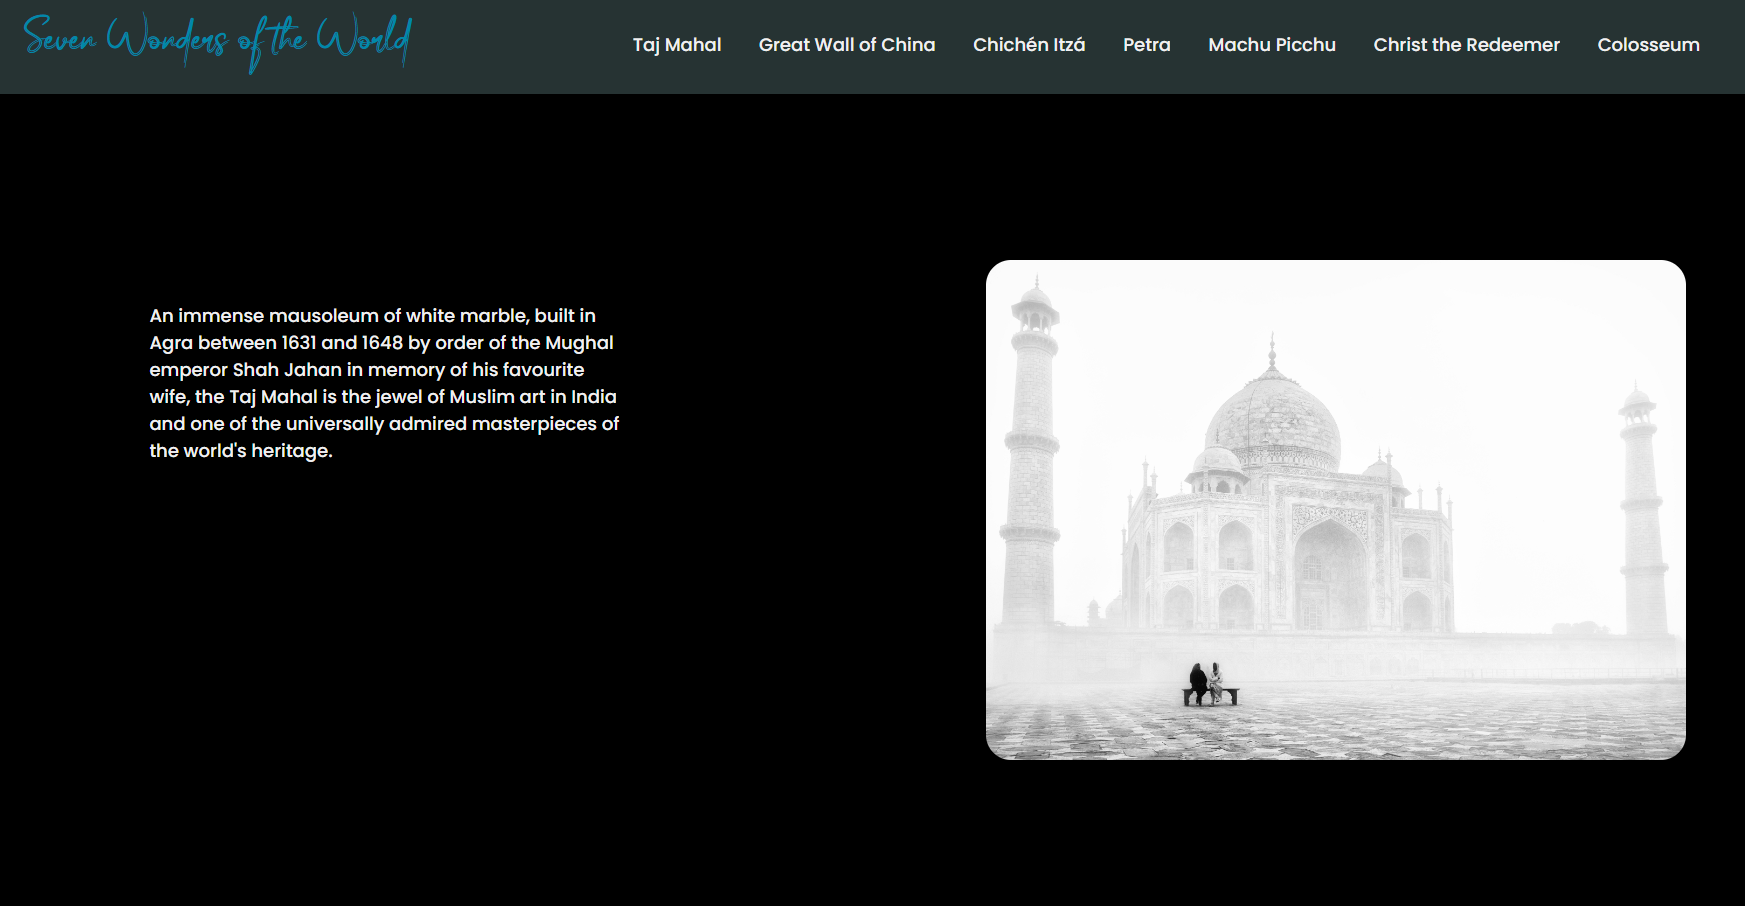 Seven Wonders of the World
Taj Mahal
Great Wall of China
Chichén Itzá
Petra
Machu Picchu
Christ the Redeemer
Colosseum
An immense mausoleum of white marble, built in
Agra between 1631 and 1648 by order of the Mughal
emperor Shah Jahan in memory of his favourite
wife, the Taj Mahal is the jewel of Muslim art in India
and one of the universally admired masterpieces of
the world's heritage.